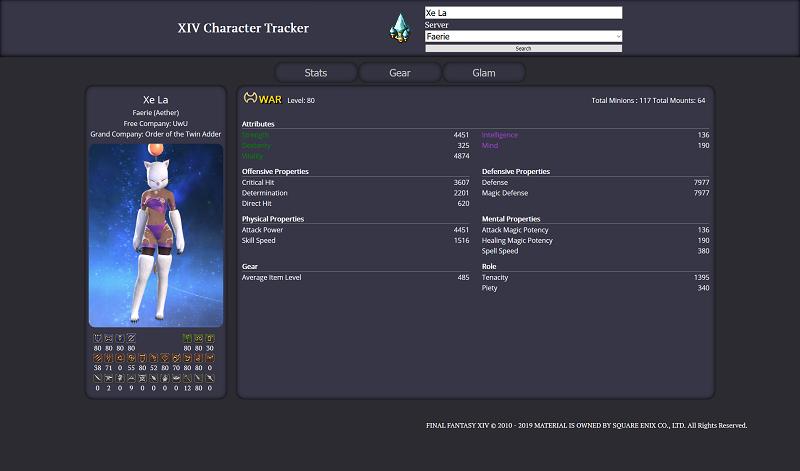 XIV Character Tracker
Xe La
Server
Faerie
Search
Stats Gear Glam
Xe La
Faerie (Aether)
Free Company: UwU
Grand Company: Order of the Twin Adder
80 80 80 80 80 80 30
38 71 0 55 80 52 80 70 80 80 0
0 2 0 9 0 0 0 0 12 80 0
WAR Level: 80 Total Minions : 117 Total Mounts: 64
Attributes
Strength 4451 Intelligence 136
Dexterity 325 Mind 190
Vitality 4874
Offensive Properties Defensive Properties
Critical Hit 3607 Defense 7977
Determination 2201 Magic Defense 7977
Direct Hit 620
Physical Properties Mental Properties
Attack Power 4451 Attack Magic Potency 136
Skill Speed 1516 Healing Magic Potency 190
Spell Speed 380
Gear Role
Average Item Level 485 Tenacity 1395
Piety 340
FINAL FANTASY XIV © 2010 - 2019 MATERIAL IS OWNED BY SQUARE ENIX CO., LTD. All Rights Reserved.